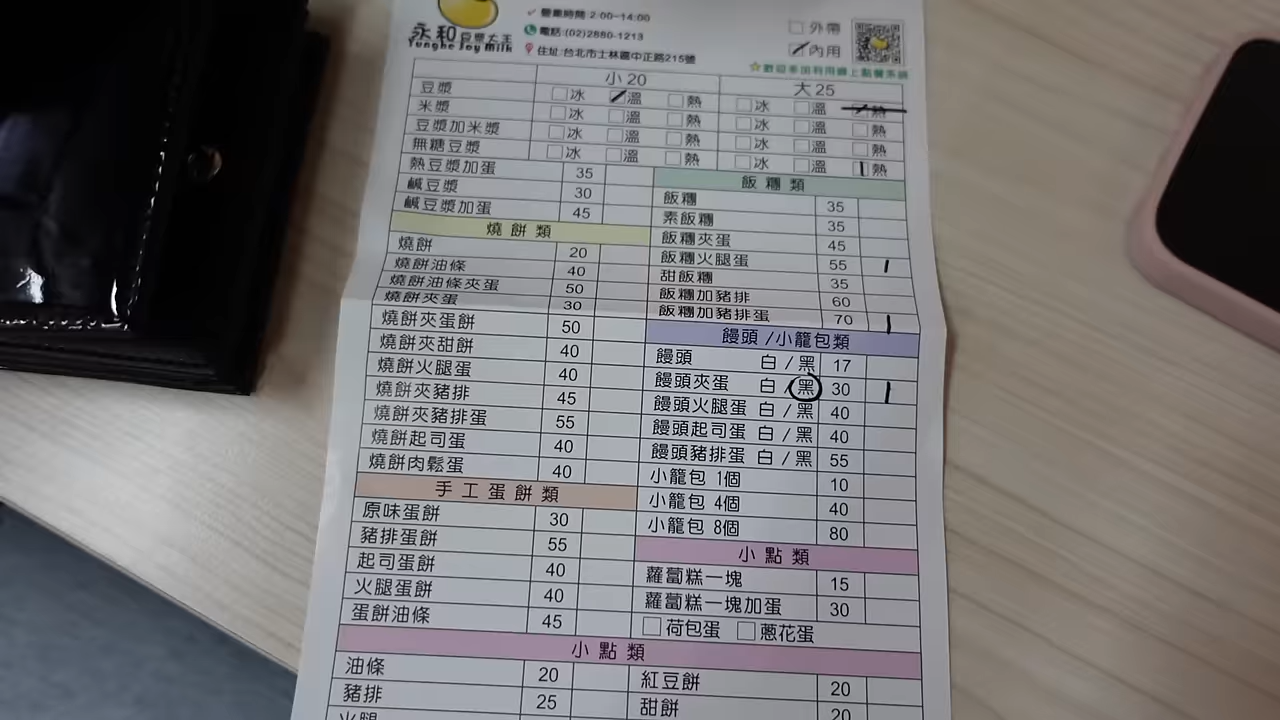 永和豆漿大王
Yunghe Soy Milk
營業時間 2:00~14:00
電話:(02)2880-1213
住址:台北市士林區中正路215號
外帶
內用
小20 大25
豆漿 冰 溫 熱 冰 溫 熱
米漿 冰 溫 熱 冰 溫 熱
豆漿加米漿 冰 溫 熱 冰 溫 熱
無糖豆漿 冰 溫 熱 冰 溫 熱
熱豆漿加蛋 35
鹹豆漿 30
鹹豆漿加蛋 45
燒餅類
燒餅 20
燒餅油條 40
燒餅油條夾蛋 50
燒餅夾蛋 30
燒餅夾蛋餅 50
燒餅夾甜餅 40
燒餅火腿蛋 40
燒餅夾豬排 45
燒餅夾豬排蛋 55
燒餅起司蛋 40
燒餅肉鬆蛋 40
手工蛋餅類
原味蛋餅 30
豬排蛋餅 55
起司蛋餅 40
火腿蛋餅 40
蛋餅油條 45
飯糰類
飯糰 35
素飯糰 35
飯糰夾蛋 45
飯糰火腿蛋 55
甜飯糰 35
飯糰加豬排 60
飯糰加豬排蛋 70
饅頭/小籠包類
饅頭 白/黑 17
饅頭夾蛋 白/黑 30
饅頭火腿蛋 白/黑 40
饅頭起司蛋 白/黑 40
饅頭豬排蛋 白/黑 55
小籠包 1個 10
小籠包 4個 40
小籠包 8個 80
小點類
蘿蔔糕一塊 15
蘿蔔糕一塊加蛋 30
荷包蛋 蔥花蛋
小點類
油條 20 紅豆餅 20
豬排 25 甜餅 20
火腿